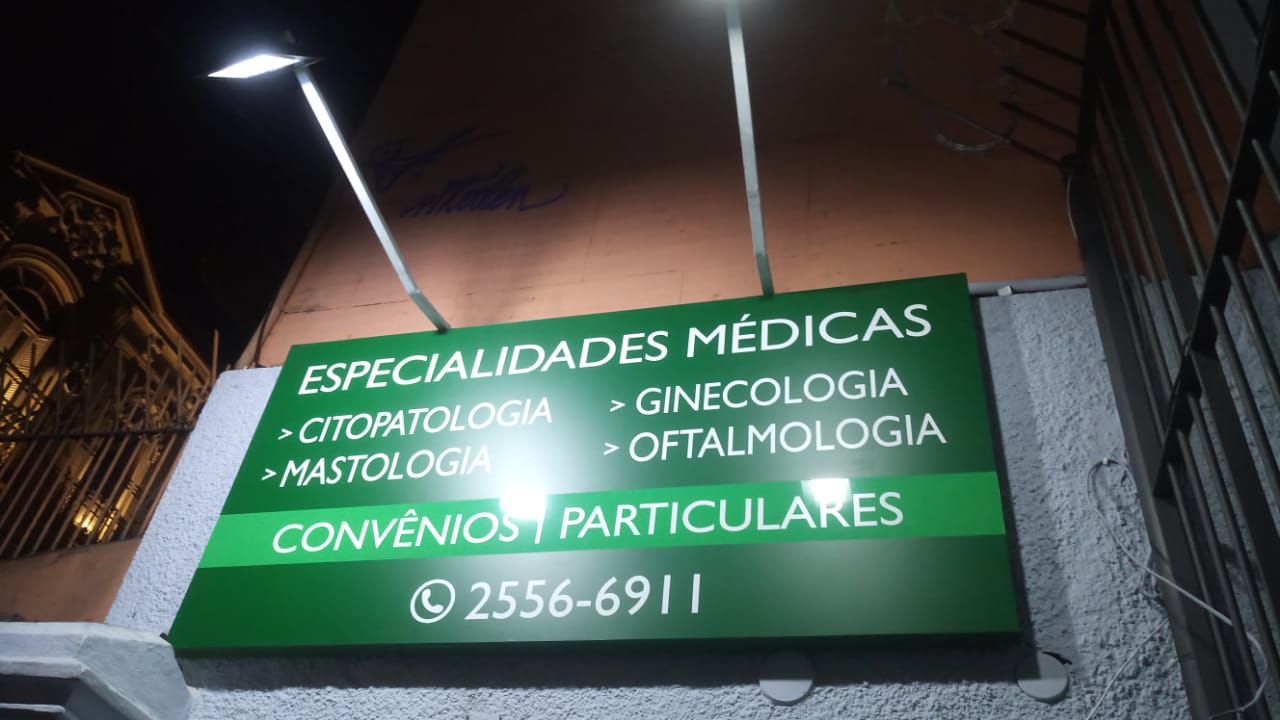 ESPECIALIDADES MÉDICAS
> CITOPATOLOGIA
> GINECOLOGIA
> MASTOLOGIA
> OFTALMOLOGIA
CONVÊNIOS | PARTICULARES
2556-6911